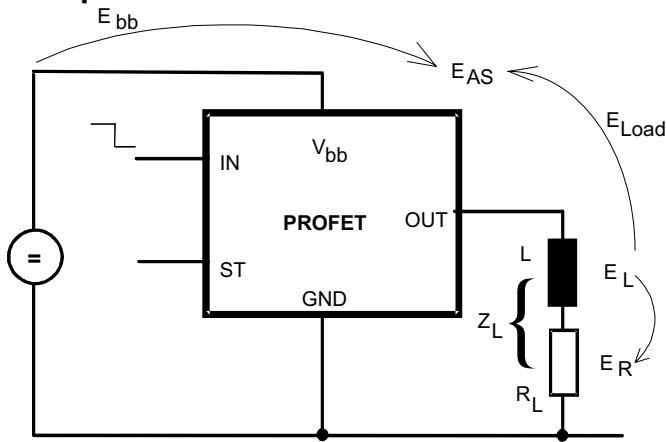 E bb
E AS
E Load
V bb
IN
PROFET
OUT
ST
GND
L
E L
Z L
{
E R
R L
=